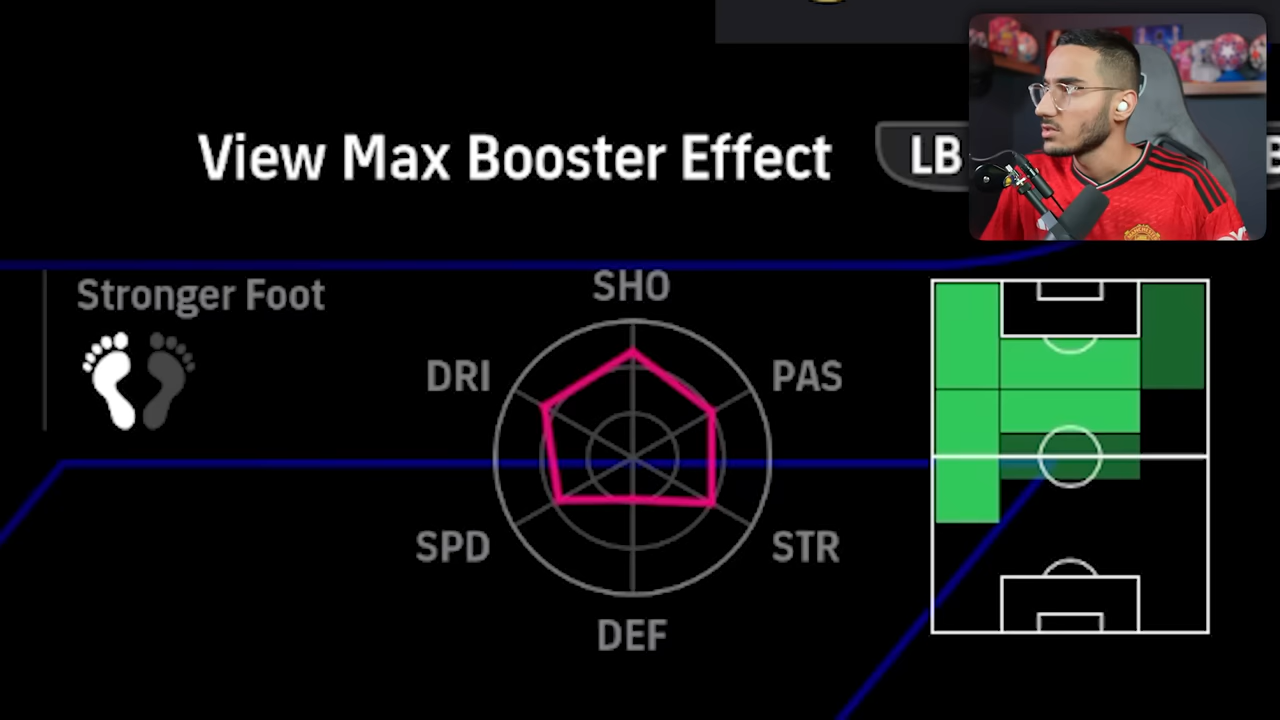 View Max Booster Effect
LB
Stronger Foot
SHO
DRI
PAS
SPD
STR
DEF